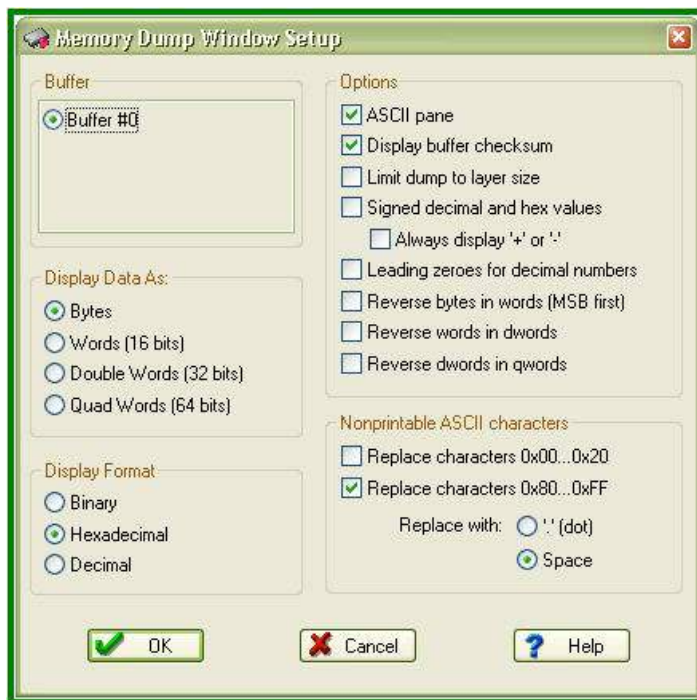 Memory Dump Window Setup
Buffer
Buffer #0
Display Data As:
Bytes
Words (16 bits)
Double Words (32 bits)
Quad Words (64 bits)
Display Format
Binary
Hexadecimal
Decimal
Options
ASCII pane
Display buffer checksum
Limit dump to layer size
Signed decimal and hex values
Always display '+' or '-'
Leading zeroes for decimal numbers
Reverse bytes in words (MSB first)
Reverse words in dwords
Reverse dwords in qwords
Nonprintable ASCII characters
Replace characters 0x00...0x20
Replace characters 0x80...0xFF
Replace with: '.' (dot)
Space
OK Cancel Help